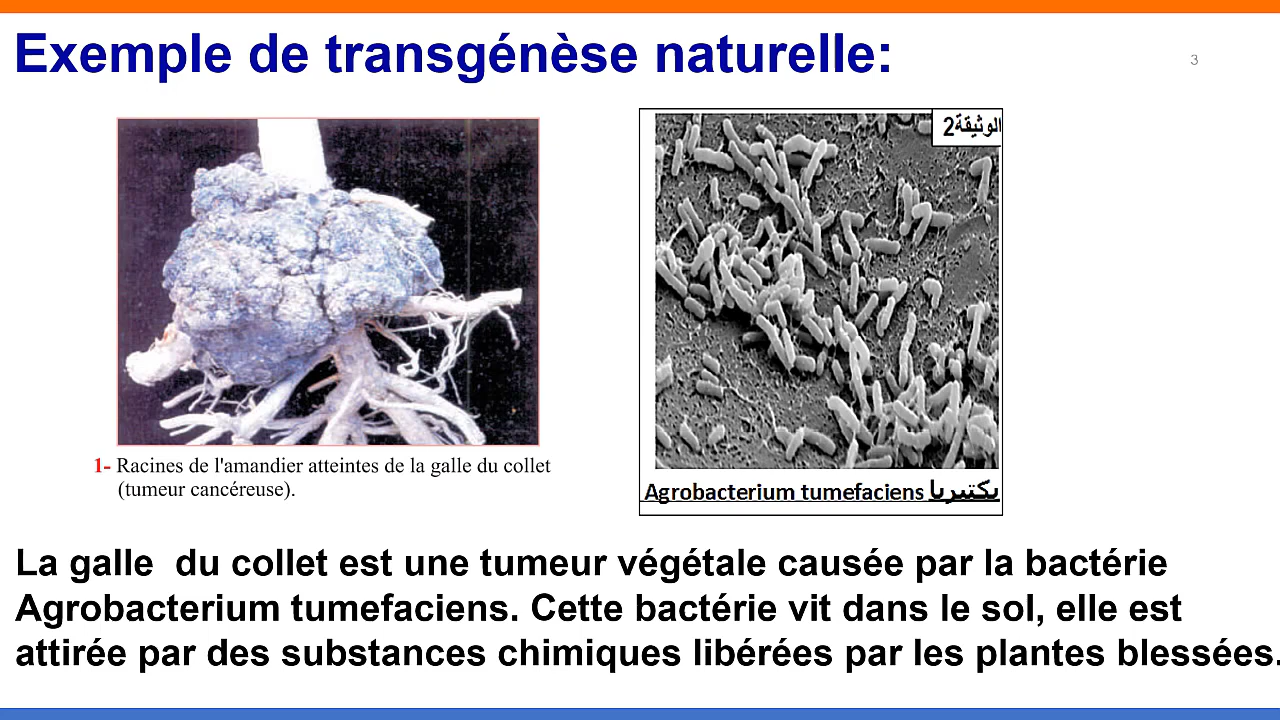 Exemple de transgénèse naturelle:
3
الوثيقة2
1- Racines de l'amandier atteintes de la galle du collet
(tumeur cancéreuse).
Agrobacterium tumefaciens بكتيريا
La galle du collet est une tumeur végétale causée par la bactérie
Agrobacterium tumefaciens. Cette bactérie vit dans le sol, elle est
attirée par des substances chimiques libérées par les plantes blessées.